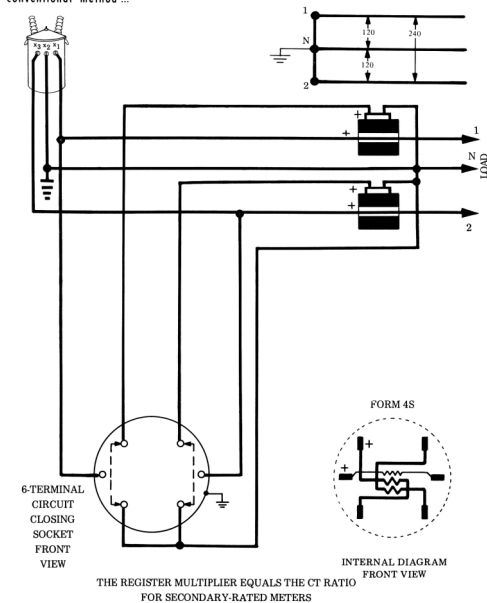 conventional method ...
1
N
2
120
120
240
X3 X2 X1
+
+
1
N
LOAD
+
+
2
FORM 4S
+
+
6-TERMINAL
CIRCUIT
CLOSING
SOCKET
FRONT
VIEW
INTERNAL DIAGRAM
FRONT VIEW
THE REGISTER MULTIPLIER EQUALS THE CT RATIO
FOR SECONDARY-RATED METERS